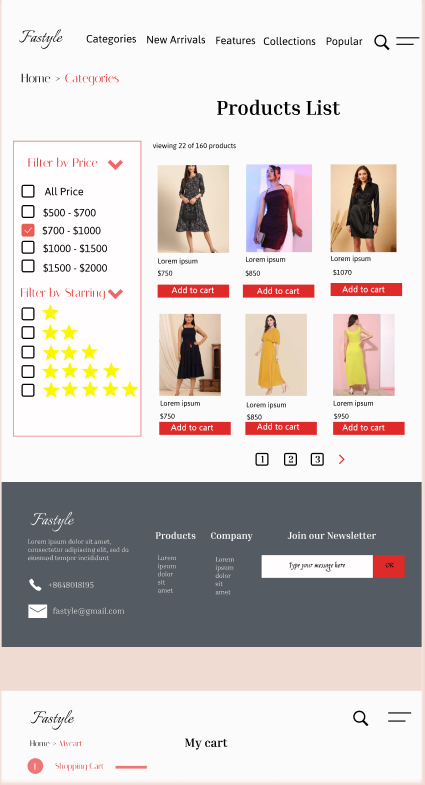 Fastyle
Categories New Arrivals Features Collections Popular
Home > Categories
Products List
viewing 22 of 160 products
Filter by Price
All Price
$500 - $700
$700 - $1000
$1000 - $1500
$1500 - $2000
Filter by Starring
Lorem ipsum
$750
Add to cart
Lorem ipsum
$850
Add to cart
Lorem ipsum
$1070
Add to cart
Lorem ipsum
$750
Add to cart
Lorem ipsum
$850
Add to cart
Lorem ipsum
$950
Add to cart
1 2 3
Fastyle
Lorem ipsum dolor sit amet,
consectetur adipiscing elit, sed do
eiusmod tempor incididunt
+8648018195
fastyle@gmail.com
Products
Lorem
ipsum
dolor
sit
amet
Company
Lorem
ipsum
dolor
sit
amet
Join our Newsletter
Type your message here
OK
Fastyle
Home > Mycart
My cart
1 Shopping Cart